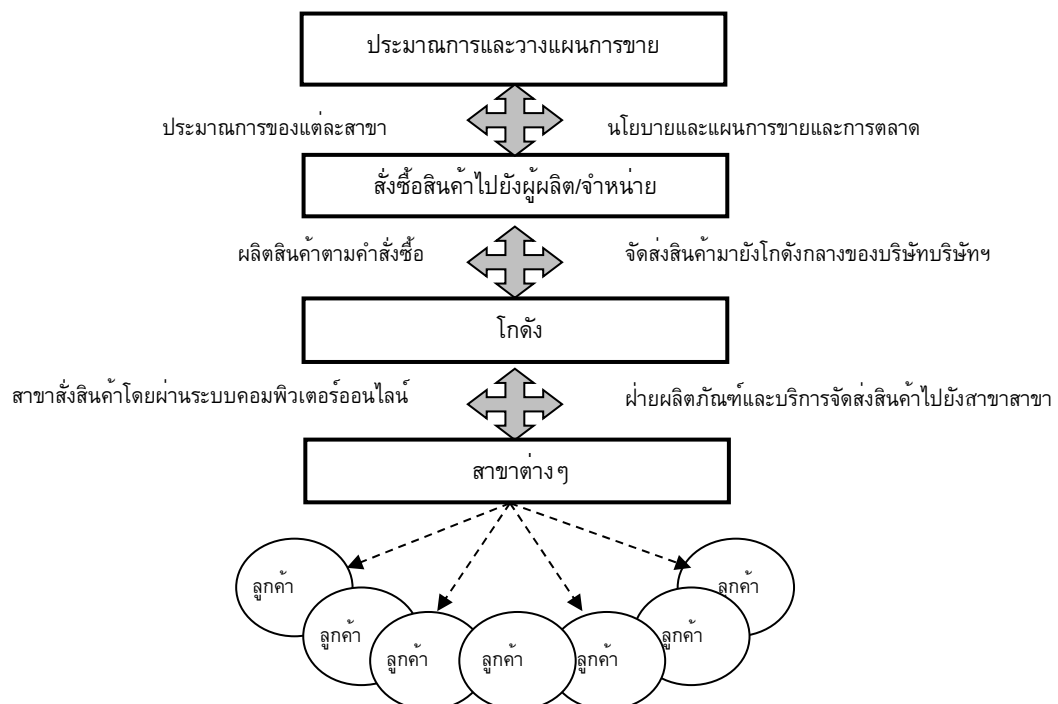 ประมาณการและวางแผนการขาย
ประมาณการของแต่ละสาขา
นโยบายและแผนการขายและการตลาด
สั่งซื้อสินค้าไปยังผู้ผลิต/จำหน่าย
ผลิตสินค้าตามคำสั่งซื้อ
จัดส่งสินค้ามายังโกดังกลางของบริษัทบริษัทฯ
โกดัง
สาขาสั่งสินค้าโดยผ่านระบบคอมพิวเตอร์ออนไลน์
ฝ่ายผลิตภัณฑ์และบริการจัดส่งสินค้าไปยังสาขาสาขา
สาขาต่างๆ
ลูกค้า
ลูกค้า
ลูกค้า
ลูกค้า
ลูกค้า
ลูกค้า
ลูกค้า